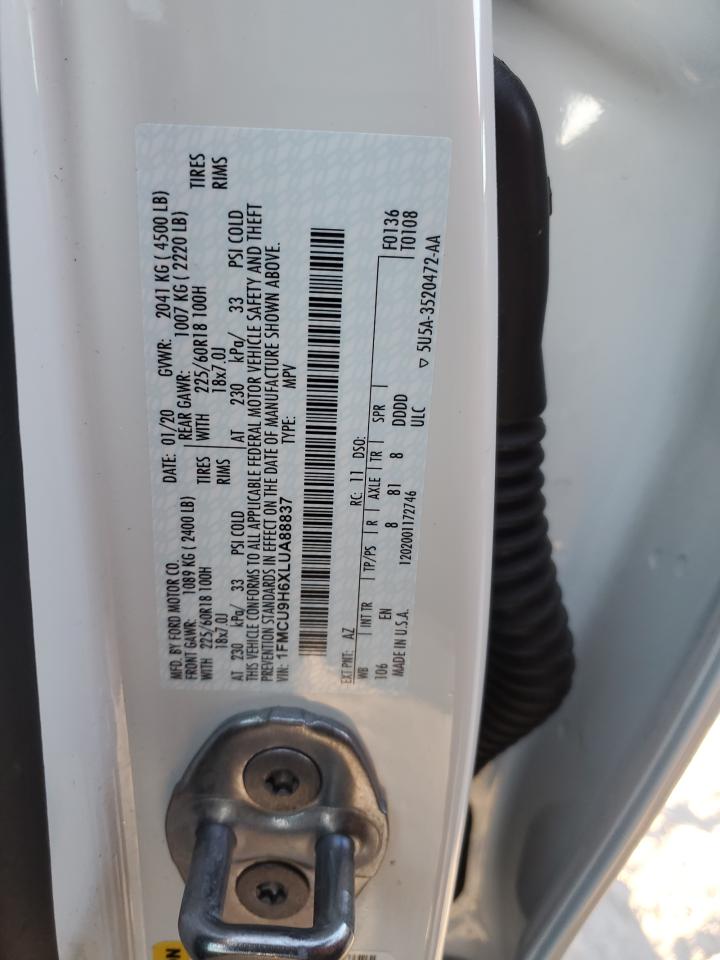 MFD. BY FORD MOTOR CO.
DATE: 01/20 GVWR: 2041 KG ( 4500 LB)
FRONT GAWR: 1089 KG ( 2400 LB)
REAR GAWR: 1007 KG ( 2220 LB)
WITH 225/60R18 100H TIRES
WITH 225/60R18 100H TIRES
18x7.0J RIMS
18x7.0J RIMS
AT 230 kPa/ 33 PSI COLD
AT 230 kPa/ 33 PSI COLD
THIS VEHICLE CONFORMS TO ALL APPLICABLE FEDERAL MOTOR VEHICLE SAFETY AND THEFT
PREVENTION STANDARDS IN EFFECT ON THE DATE OF MANUFACTURE SHOWN ABOVE.
VIN: 1FMCU9H6XLUA88837 TYPE: MPV
EXT PNT: AZ RC: 11 DSO: F0136
T0108
WB INT TR TP/PS R AXLE TR SPR
106 EN 8 81 8 DDDD
MADE IN U.S.A. 1202001172746 ULC
▽ 5U5A-3520472-AA